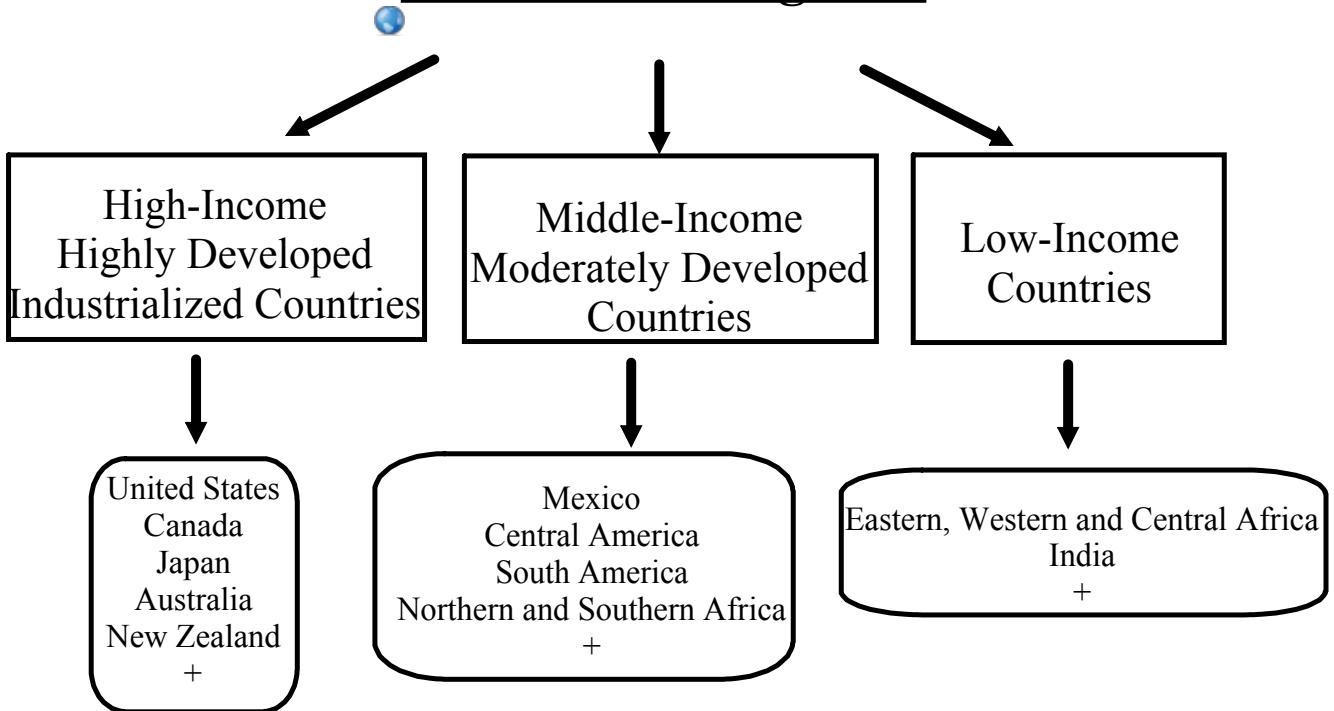 High-Income
Highly Developed
Industrialized Countries
Middle-Income
Moderately Developed
Countries
Low-Income
Countries
United States
Canada
Japan
Australia
New Zealand
+
Mexico
Central America
South America
Northern and Southern Africa
+
Eastern, Western and Central Africa
India
+